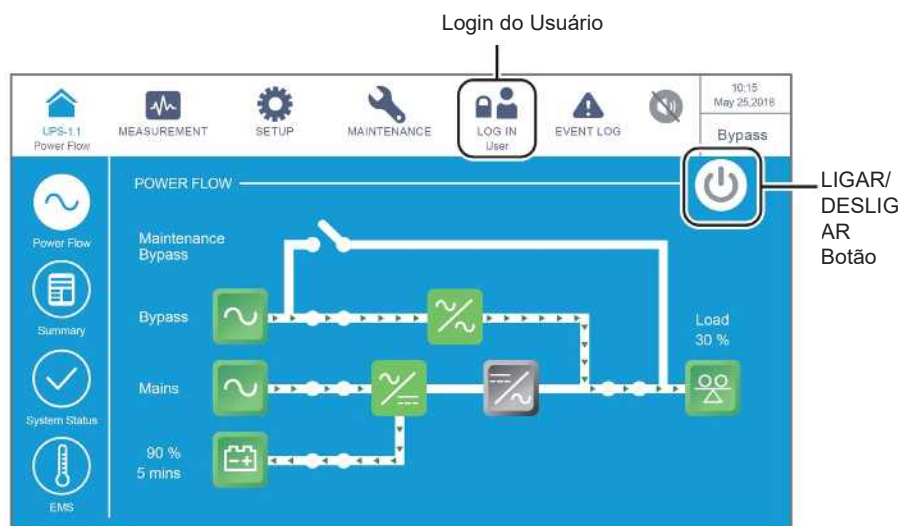 Login do Usuário
UPS-1.1
Power Flow
MEASUREMENT
SETUP
MAINTENANCE
LOG IN
User
EVENT LOG
10:15
May 25,2018
Bypass
POWER FLOW
LIGAR/
DESLIG
AR
Botão
Power Flow
Maintenance
Bypass
Summary
Bypass
Load
30 %
System Status
Mains
90 %
5 mins
EMS